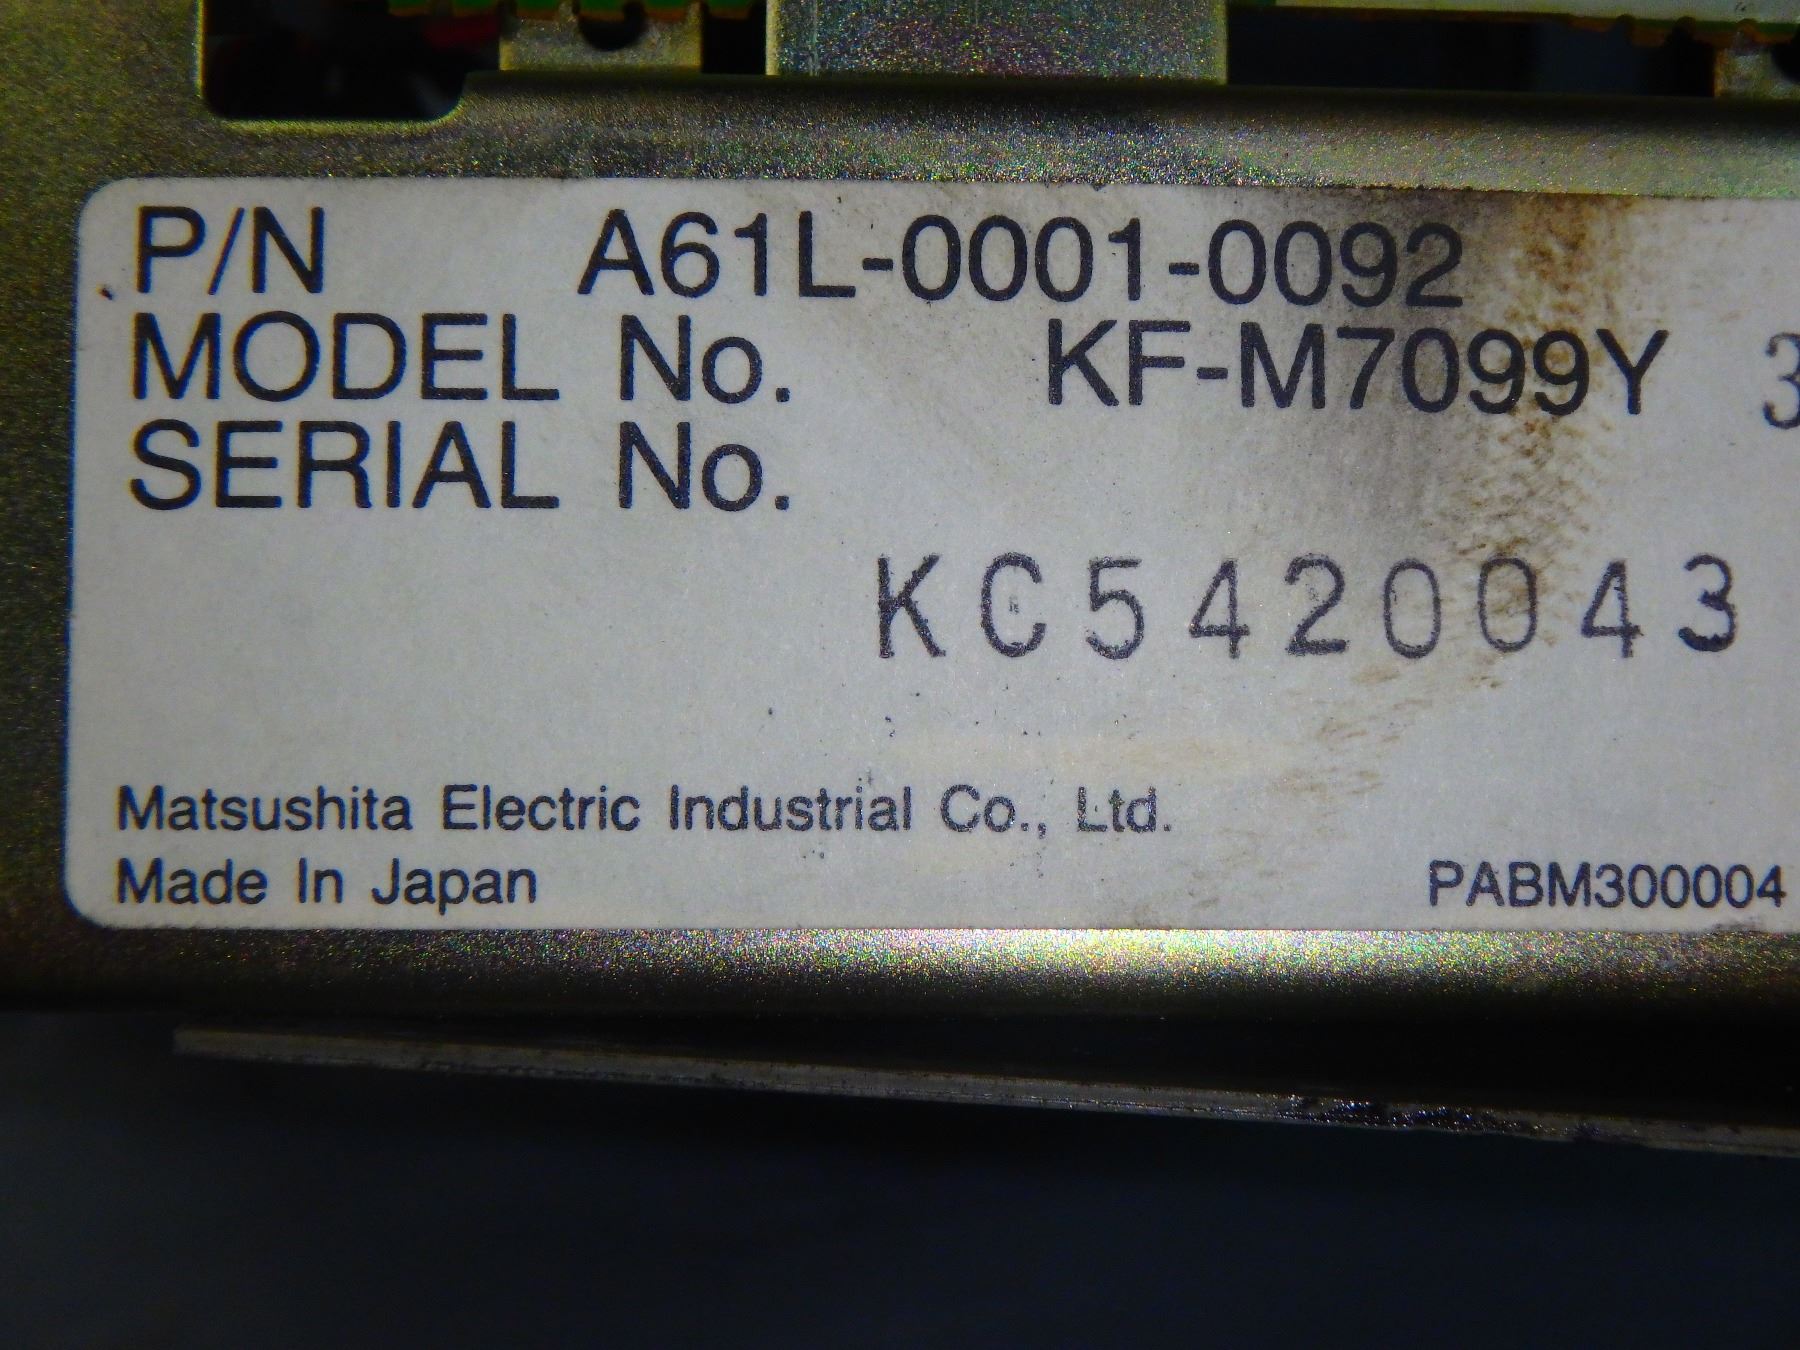 P/N A61L-0001-0092
MODEL No. KF-M7099Y 3
SERIAL No.
KC5420043
Matsushita Electric Industrial Co., Ltd.
Made In Japan
PABM300004